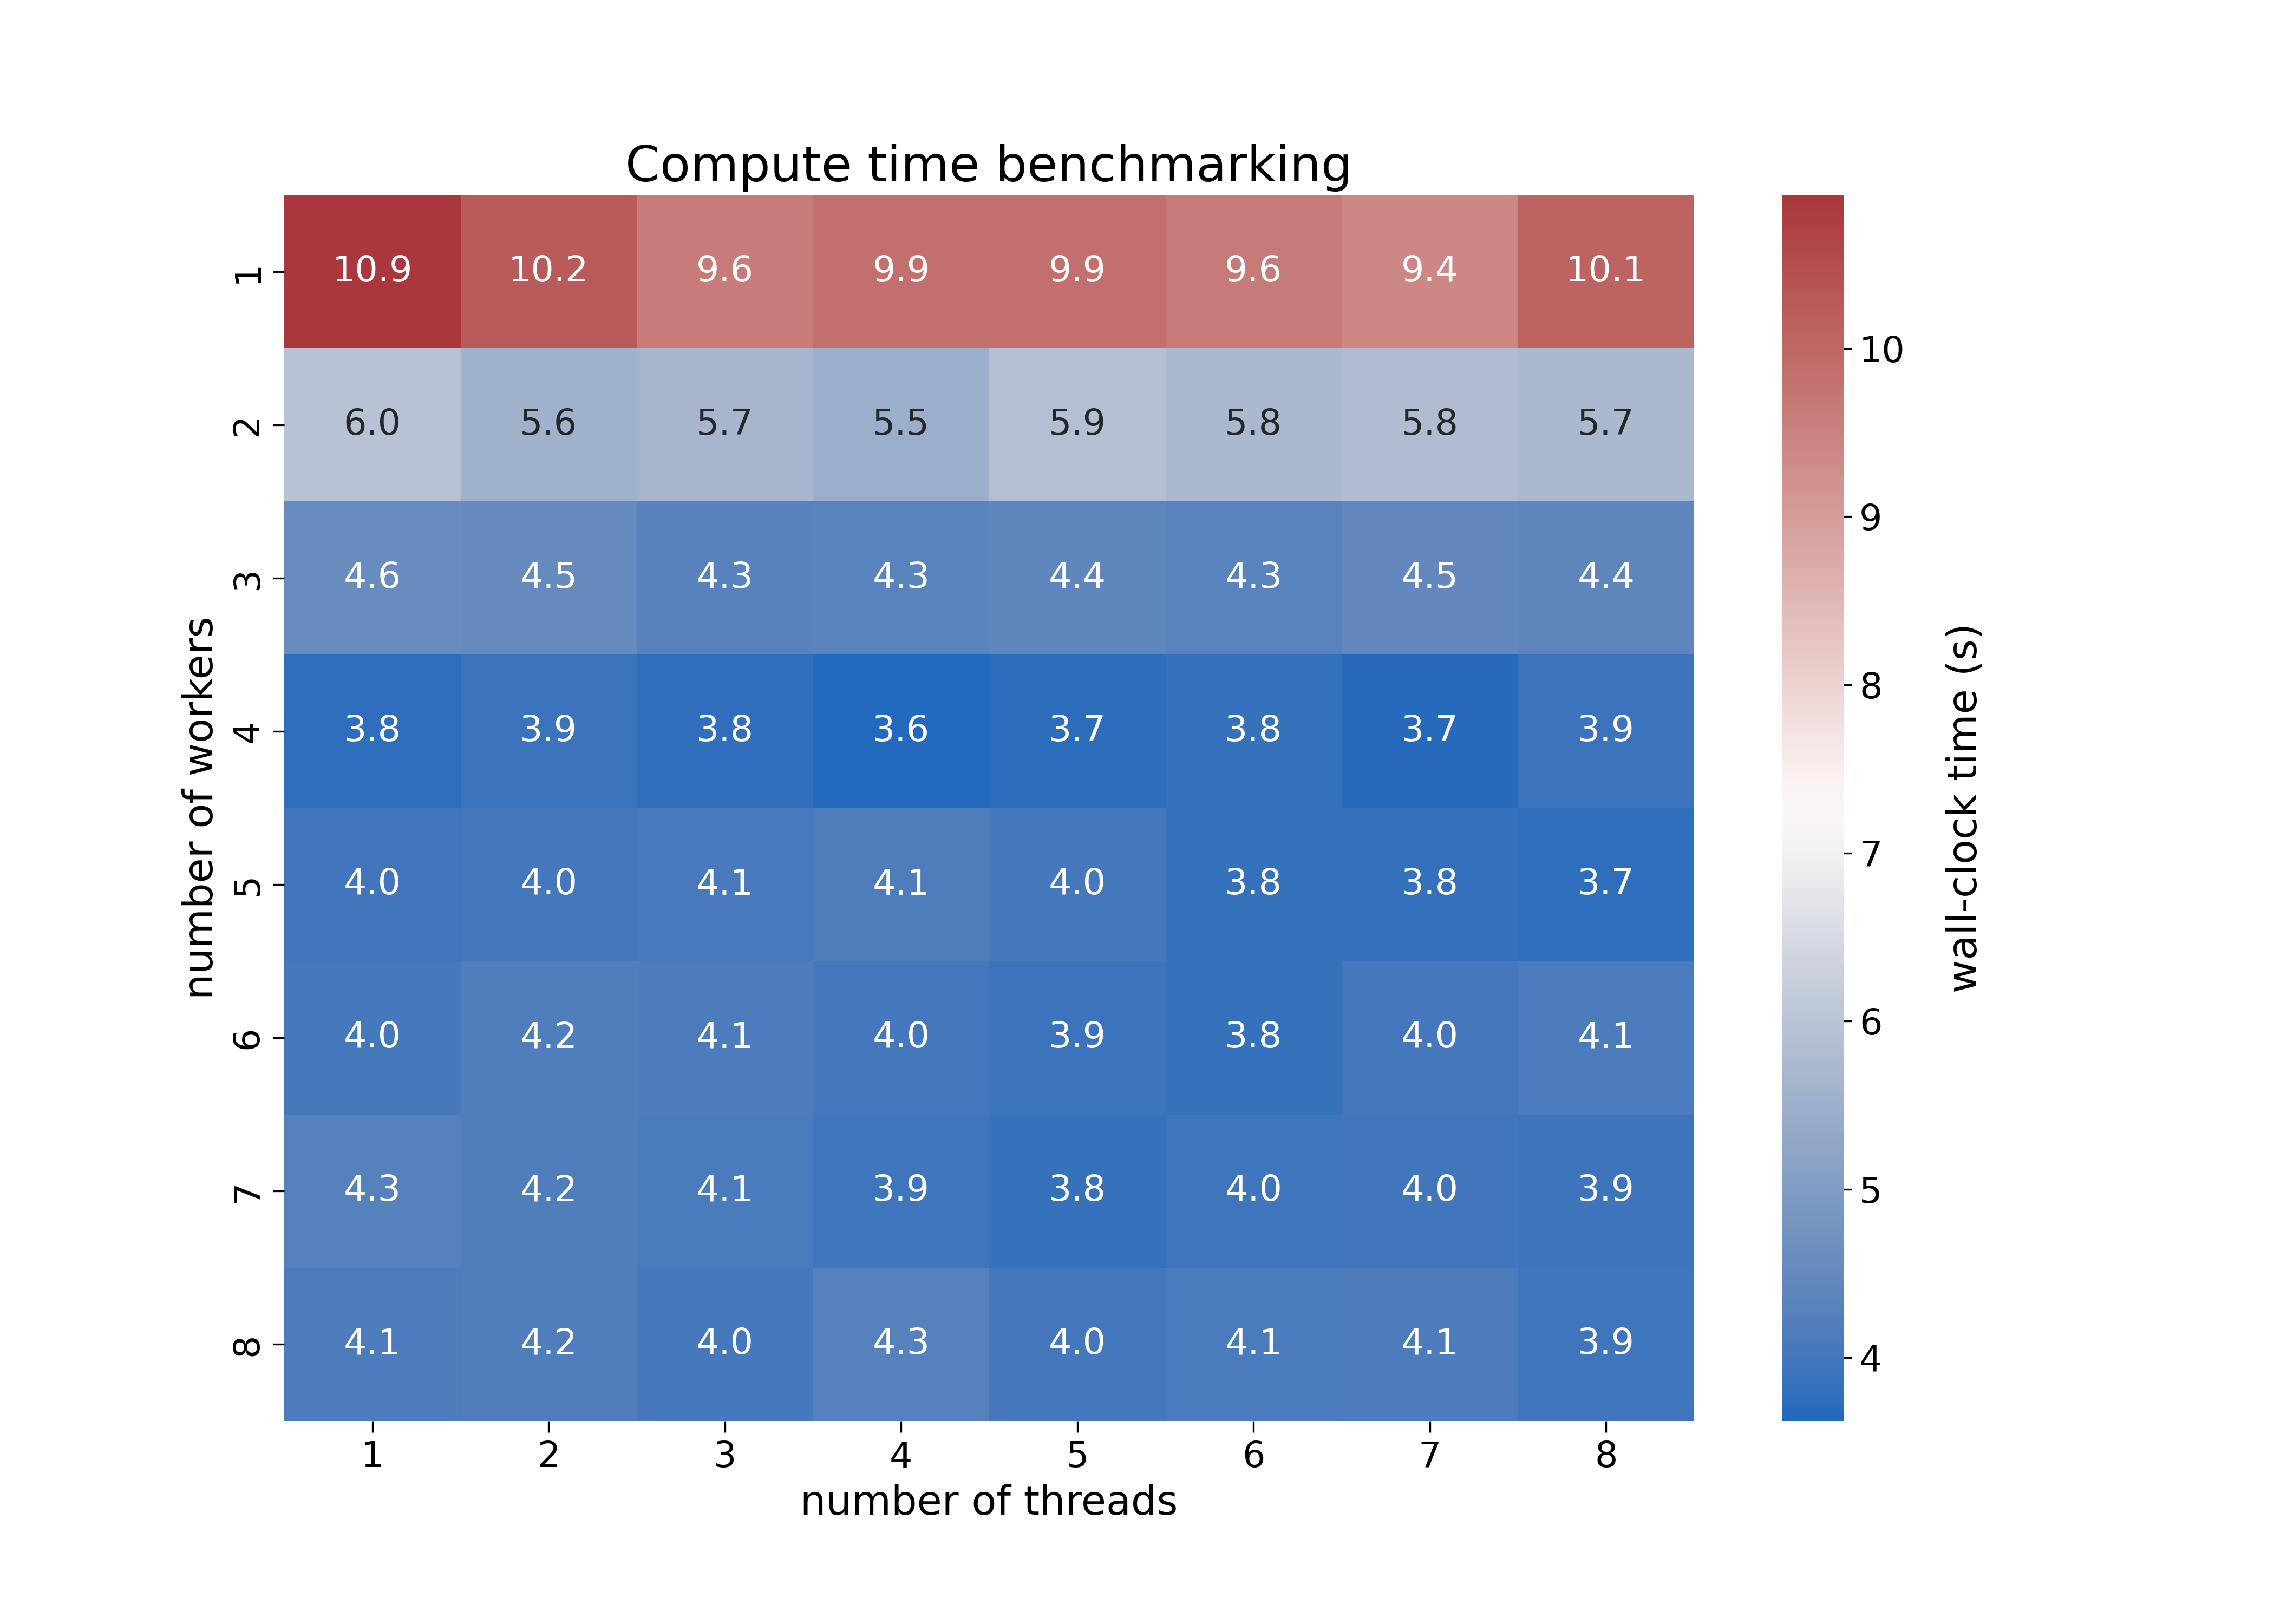 Compute time benchmarking
1 10.9 10.2 9.6 9.9 9.9 9.6 9.4 10.1
2 6.0 5.6 5.7 5.5 5.9 5.8 5.8 5.7
3 4.6 4.5 4.3 4.3 4.4 4.3 4.5 4.4
4 3.8 3.9 3.8 3.6 3.7 3.8 3.7 3.9
5 4.0 4.0 4.1 4.1 4.0 3.8 3.8 3.7
6 4.0 4.2 4.1 4.0 3.9 3.8 4.0 4.1
7 4.3 4.2 4.1 3.9 3.8 4.0 4.0 3.9
8 4.1 4.2 4.0 4.3 4.0 4.1 4.1 3.9
1 2 3 4 5 6 7 8
number of threads
number of workers
10
9
8
7
6
5
4
wall-clock time (s)